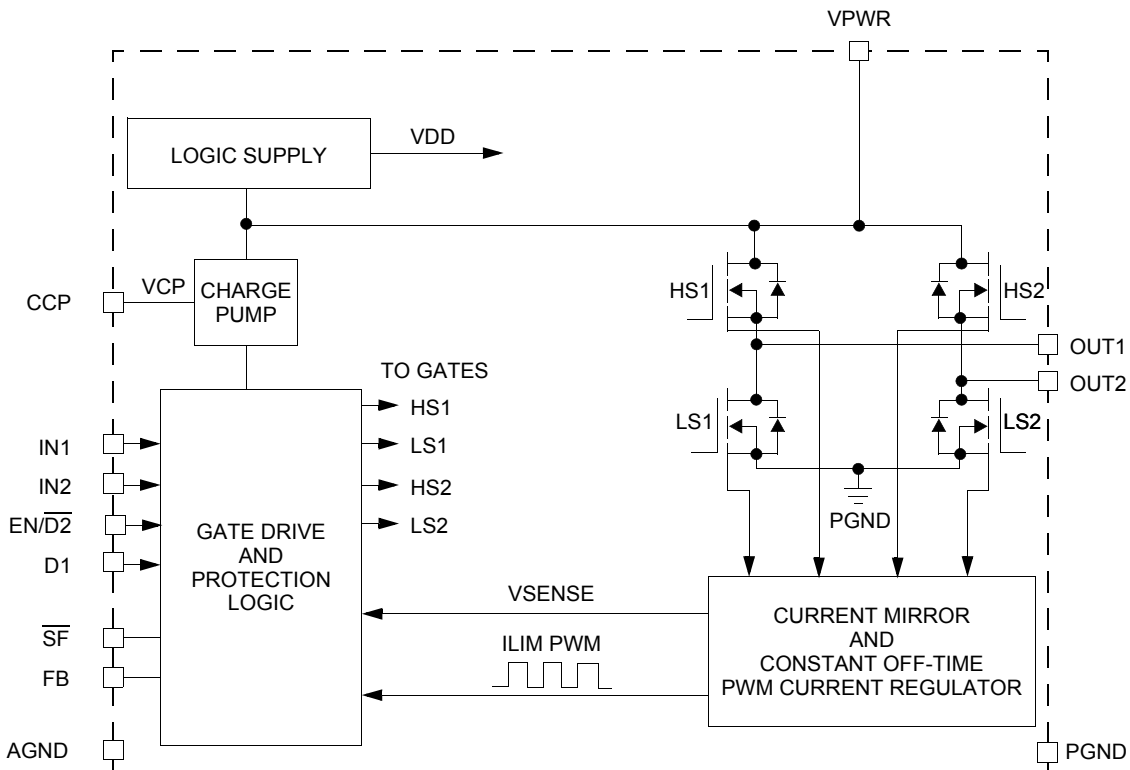 VPWR
LOGIC SUPPLY
VDD
VCP
CHARGE
PUMP
CCP
HS1
HS2
OUT1
OUT2
TO GATES
HS1
LS1
HS2
LS2
LS1
LS2
PGND
IN1
IN2
EN/D2
D1
SF
FB
AGND
GATE DRIVE
AND
PROTECTION
LOGIC
VSENSE
ILIM PWM
CURRENT MIRROR
AND
CONSTANT OFF-TIME
PWM CURRENT REGULATOR
PGND